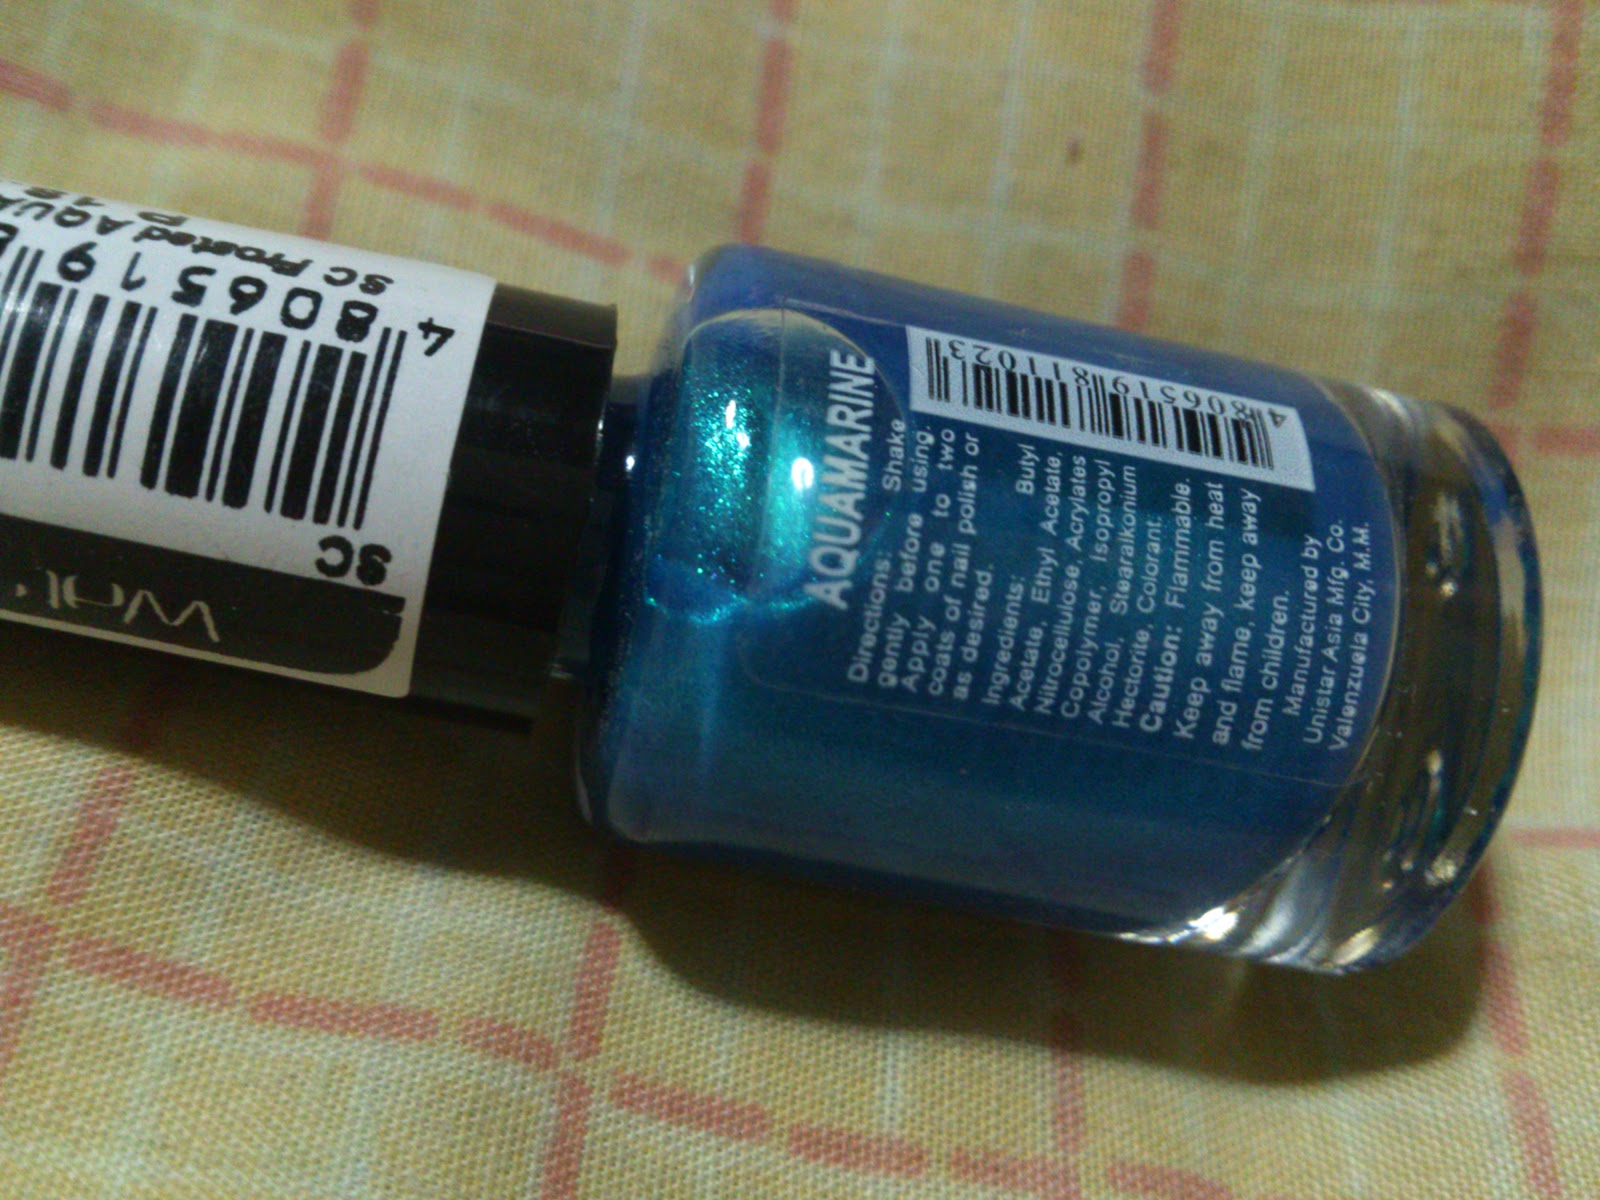 AQUAMARINE
Directions: Shake
gently before using.
Apply one to two
coats of nail polish or
as desired.
Ingredients: Butyl
Acetate, Ethyl Acetate,
Nitrocellulose, Acrylates
Copolymer, Isopropyl
Alcohol, Stearalkonium
Hectorite, Colorant.
Caution: Flammable.
Keep away from heat
and flame, keep away
from children.
Manufactured by
Unistar Asia Mfg. Co.
Valenzuela City, M.M.
4 806519 811023
SC
4 806519
SC Frosted